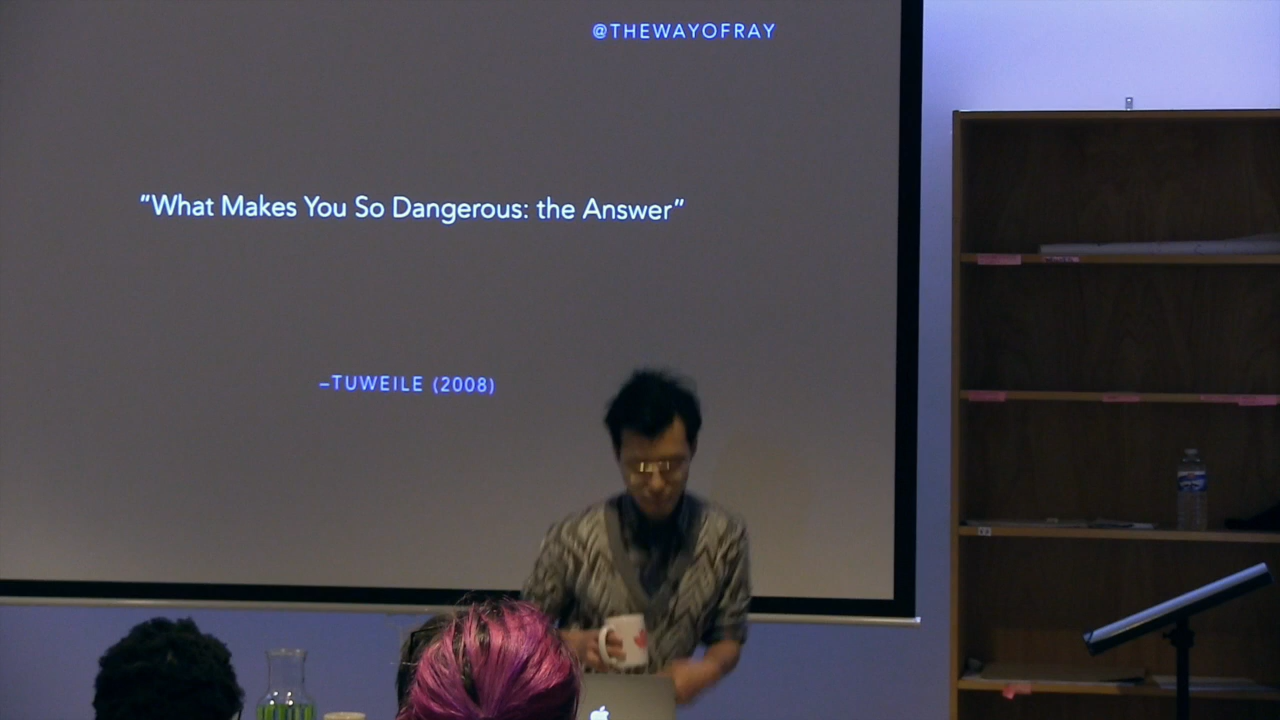 @THEWAYOFRAY
“What Makes You So Dangerous: the Answer”
–TUWEILE (2008)